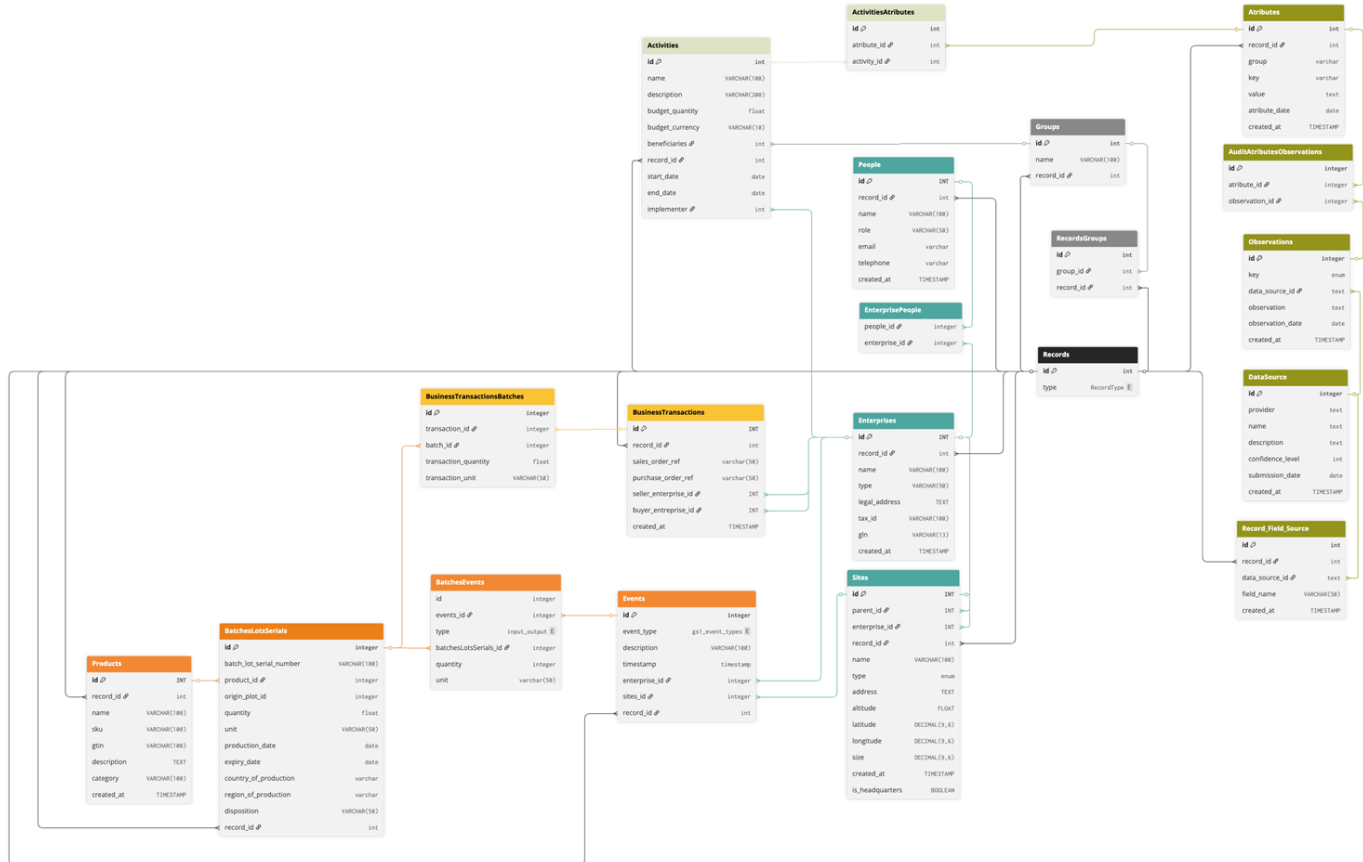 ActivitiesAtributes
id int
atribute_id int
activity_id int
Atributes
id int
record_id int
group varchar
key varchar
value text
atribute_date date
created_at TIMESTAMP
Activities
id int
name VARCHAR(100)
description VARCHAR(200)
budget_quantity float
budget_currency VARCHAR(10)
beneficiaries int
record_id int
start_date date
end_date date
implementer int
Groups
id int
name VARCHAR(100)
record_id int
AuditAtributesObservations
id integer
atribute_id integer
observation_id integer
People
id INT
record_id int
name VARCHAR(100)
role VARCHAR(50)
email varchar
telephone varchar
created_at TIMESTAMP
RecordsGroups
id int
group_id int
record_id int
Observations
id integer
key enum
data_source_id text
observation text
observation_date date
created_at TIMESTAMP
EnterprisePeople
people_id integer
enterprise_id integer
Records
id int
type RecordType E
DataSource
id integer
provider text
name text
description text
confidence_level int
submission_date date
created_at TIMESTAMP
BusinessTransactionsBatches
id integer
transaction_id integer
batch_id integer
transaction_quantity float
transaction_unit VARCHAR(50)
BusinessTransactions
id INT
record_id int
sales_order_ref varchar(50)
purchase_order_ref varchar(50)
seller_enterprise_id INT
buyer_entreprise_id INT
created_at TIMESTAMP
Enterprises
id INT
record_id int
name VARCHAR(100)
type VARCHAR(50)
legal_address TEXT
tax_id VARCHAR(100)
gln VARCHAR(13)
created_at TIMESTAMP
Record_Field_Source
id int
record_id int
data_source_id text
field_name VARCHAR(50)
created_at TIMESTAMP
BatchesEvents
id integer
events_id integer
type input_output E
batchesLotsSerials_id integer
quantity integer
unit varchar(50)
Events
id integer
event_type gs1_event_types E
description VARCHAR(100)
timestamp timestamp
enterprise_id integer
sites_id integer
record_id int
Sites
id INT
parent_id INT
enterprise_id INT
record_id int
name VARCHAR(100)
type enum
address TEXT
altitude FLOAT
latitude DECIMAL(9,6)
longitude DECIMAL(9,6)
size DECIMAL(9,6)
created_at TIMESTAMP
is_headquarters BOOLEAN
BatchesLotsSerials
id integer
batch_lot_serial_number VARCHAR(100)
product_id integer
origin_plot_id integer
quantity float
unit VARCHAR(50)
production_date date
expiry_date date
country_of_production varchar
region_of_production varchar
disposition VARCHAR(50)
record_id int
Products
id INT
record_id int
name VARCHAR(100)
sku VARCHAR(100)
gtin VARCHAR(100)
description TEXT
category VARCHAR(100)
created_at TIMESTAMP